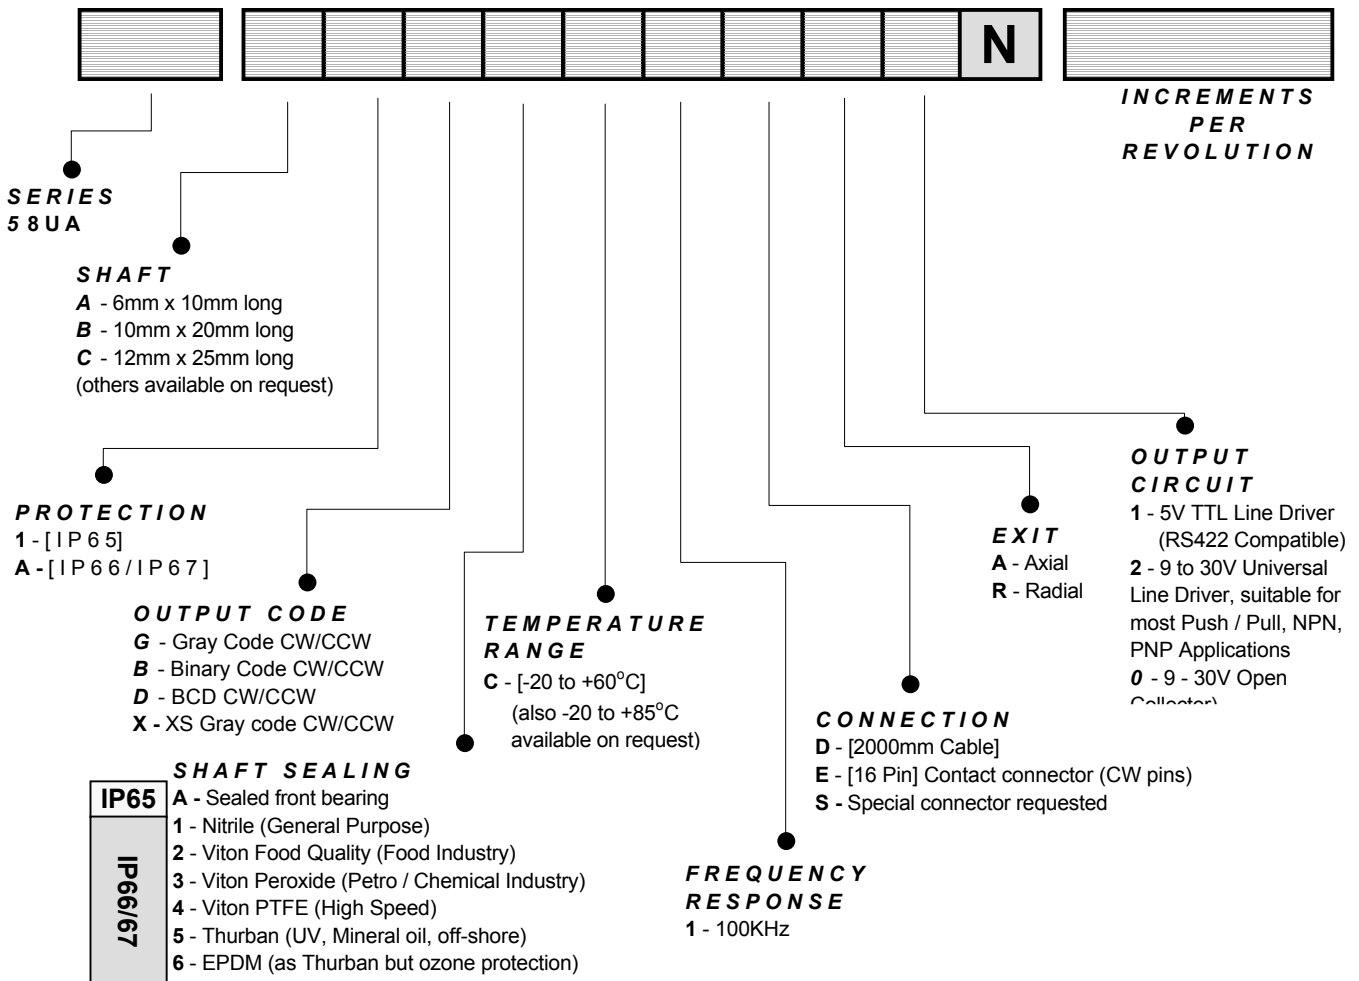 N
INCREMENTS
PER
REVOLUTION
SERIES
58UA
SHAFT
A - 6mm x 10mm long
B - 10mm x 20mm long
C - 12mm x 25mm long
(others available on request)
PROTECTION
1 - [IP65]
A - [IP66/IP67]
OUTPUT CODE
G - Gray Code CW/CCW
B - Binary Code CW/CCW
D - BCD CW/CCW
X - XS Gray code CW/CCW
SHAFT SEALING
IP65
A - Sealed front bearing
IP66/67
1 - Nitrile (General Purpose)
2 - Viton Food Quality (Food Industry)
3 - Viton Peroxide (Petro / Chemical Industry)
4 - Viton PTFE (High Speed)
5 - Thurban (UV, Mineral oil, off-shore)
6 - EPDM (as Thurban but ozone protection)
TEMPERATURE
RANGE
C - [-20 to +60°C]
(also -20 to +85°C
available on request)
FREQUENCY
RESPONSE
1 - 100KHz
CONNECTION
D - [2000mm Cable]
E - [16 Pin] Contact connector (CW pins)
S - Special connector requested
EXIT
A - Axial
R - Radial
OUTPUT
CIRCUIT
1 - 5V TTL Line Driver
(RS422 Compatible)
2 - 9 to 30V Universal
Line Driver, suitable for
most Push / Pull, NPN,
PNP Applications
0 - 9 - 30V Open
Collector)